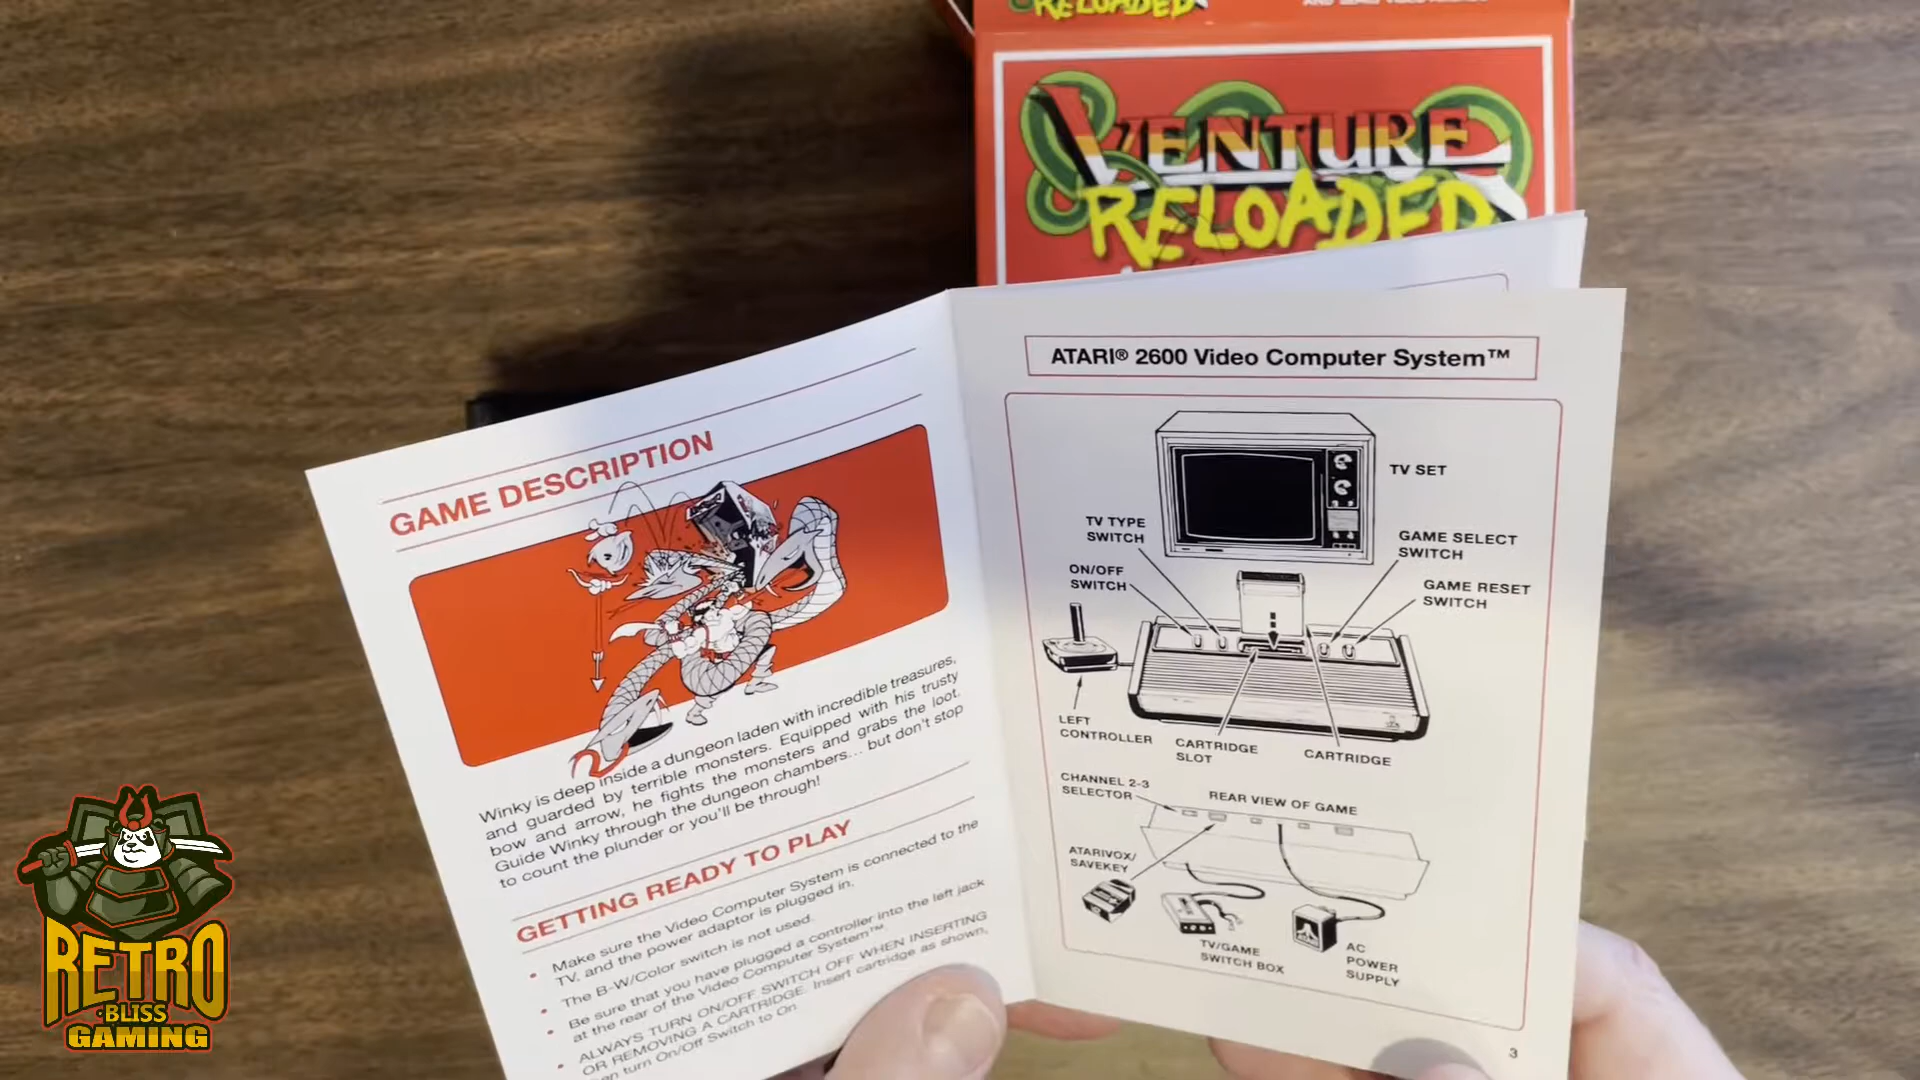 RELOADED
VENTURE
RELOADED
GAME DESCRIPTION
Winky is deep inside a dungeon laden with incredible treasures,
and guarded by terrible monsters. Equipped with his trusty
bow and arrow, he fights the monsters and grabs the loot.
Guide Winky through the dungeon chambers... but don't stop
to count the plunder or you'll be through!
GETTING READY TO PLAY
• Make sure the Video Computer System is connected to the
TV, and the power adaptor is plugged in.
• The B-W/Color switch is not used.
• Be sure that you have plugged a controller into the left jack
at the rear of the Video Computer System™.
• ALWAYS TURN ON/OFF SWITCH OFF WHEN INSERTING
OR REMOVING A CARTRIDGE. Insert cartridge as shown,
turn On/Off Switch to On
ATARI® 2600 Video Computer System™
TV SET
TV TYPE
SWITCH
GAME SELECT
SWITCH
ON/OFF
SWITCH
GAME RESET
SWITCH
LEFT
CONTROLLER
CARTRIDGE
SLOT
CARTRIDGE
CHANNEL 2-3
SELECTOR
REAR VIEW OF GAME
ATARIVOX/
SAVEKEY
TV/GAME
SWITCH BOX
AC
POWER
SUPPLY
3
RETRO
BLISS
GAMING